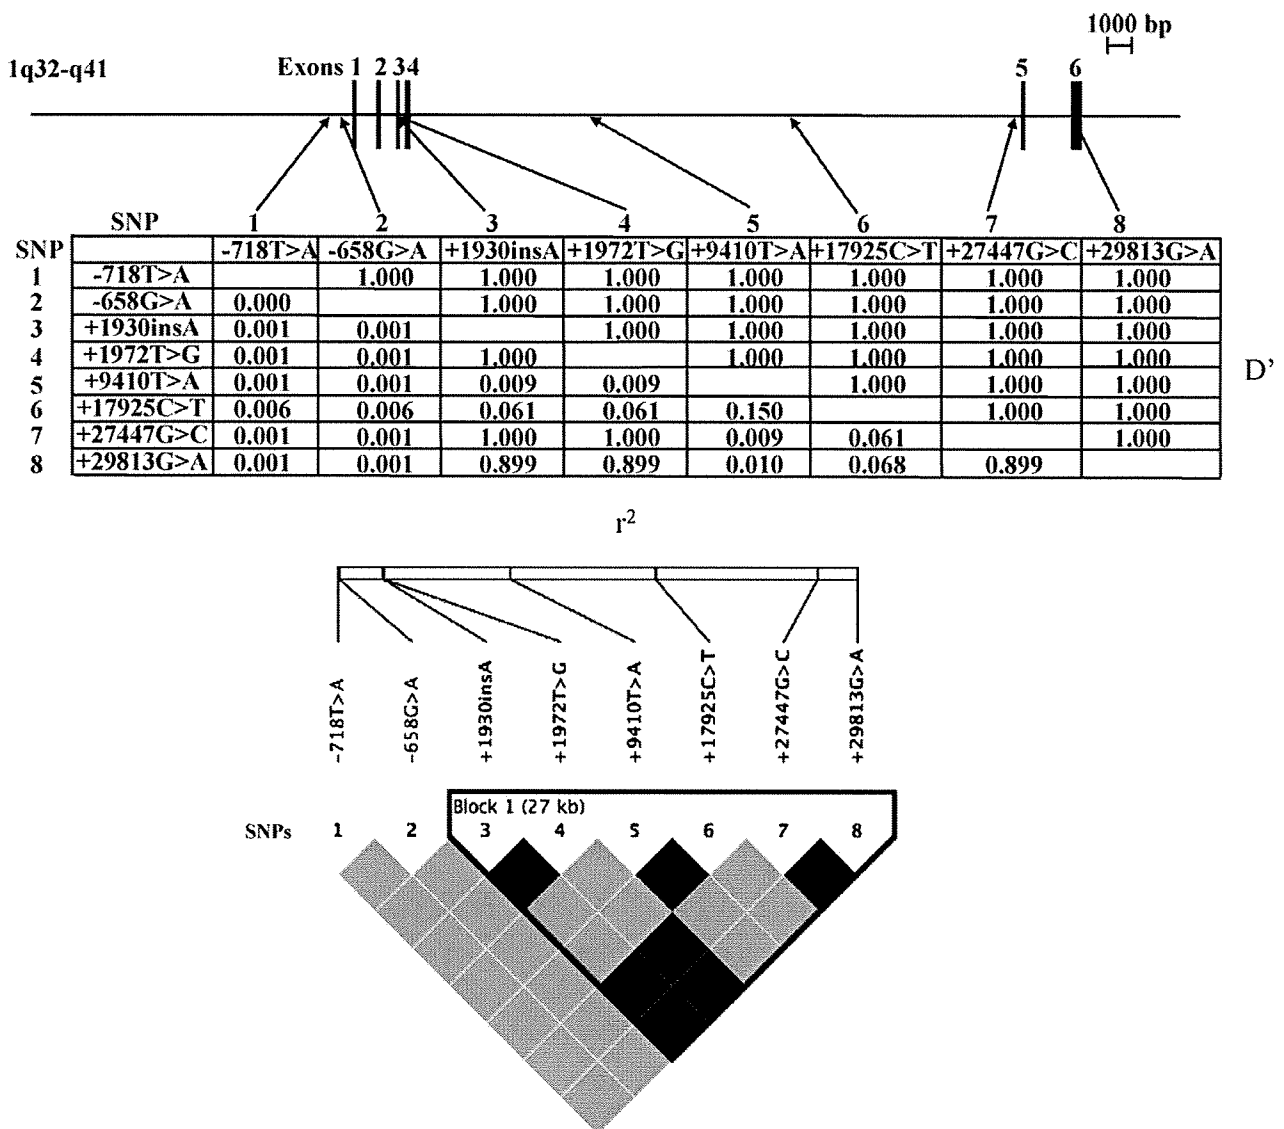 1000 bp
1q32-q41 Exons 1 2 3 4 5 6
SNP 1 2 3 4 5 6 7 8
SNP -718T>A -658G>A +1930insA +1972T>G +9410T>A +17925C>T +27447G>C +29813G>A
1 -718T>A 1.000 1.000 1.000 1.000 1.000 1.000 1.000
2 -658G>A 0.000 1.000 1.000 1.000 1.000 1.000 1.000
3 +1930insA 0.001 0.001 1.000 1.000 1.000 1.000 1.000
4 +1972T>G 0.001 0.001 1.000 1.000 1.000 1.000 1.000
5 +9410T>A 0.001 0.001 0.009 0.009 1.000 1.000 1.000
D’
6 +17925C>T 0.006 0.006 0.061 0.061 0.150 1.000 1.000
7 +27447G>C 0.001 0.001 1.000 1.000 0.009 0.061 1.000
8 +29813G>A 0.001 0.001 0.899 0.899 0.010 0.068 0.899
r²
-718T>A
-658G>A
+1930insA
+1972T>G
+9410T>A
+17925C>T
+27447G>C
+29813G>A
Block 1 (27 kb)
SNPs 1 2 3 4 5 6 7 8